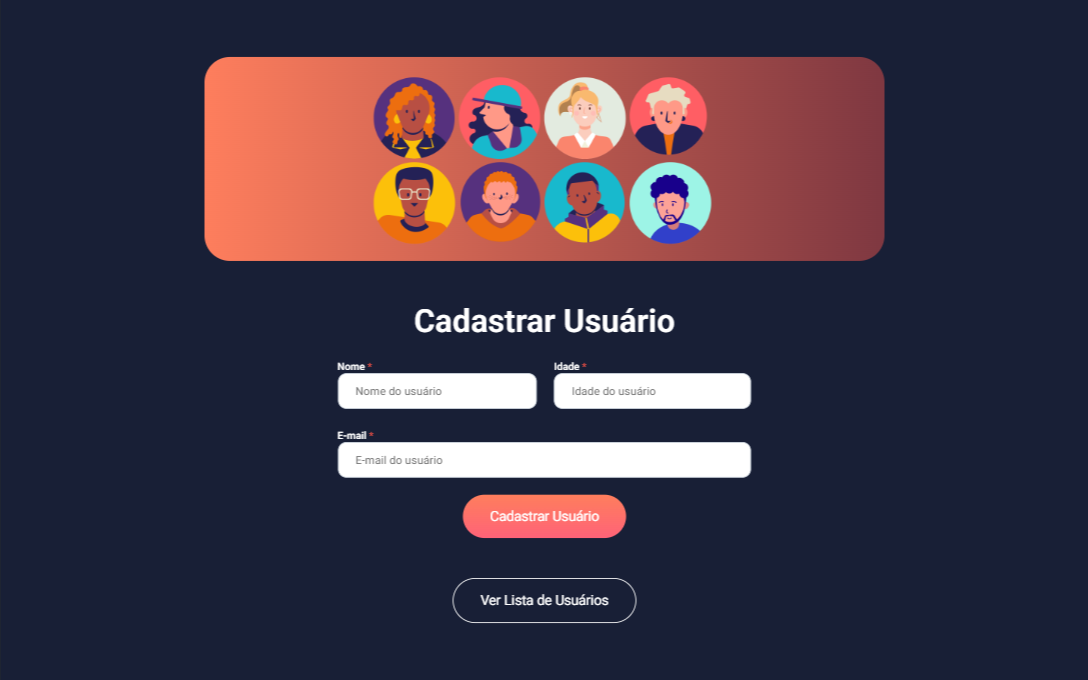 Cadastrar Usuário
Nome * Idade *
Nome do usuário Idade do usuário
E-mail *
E-mail do usuário
Cadastrar Usuário
Ver Lista de Usuários